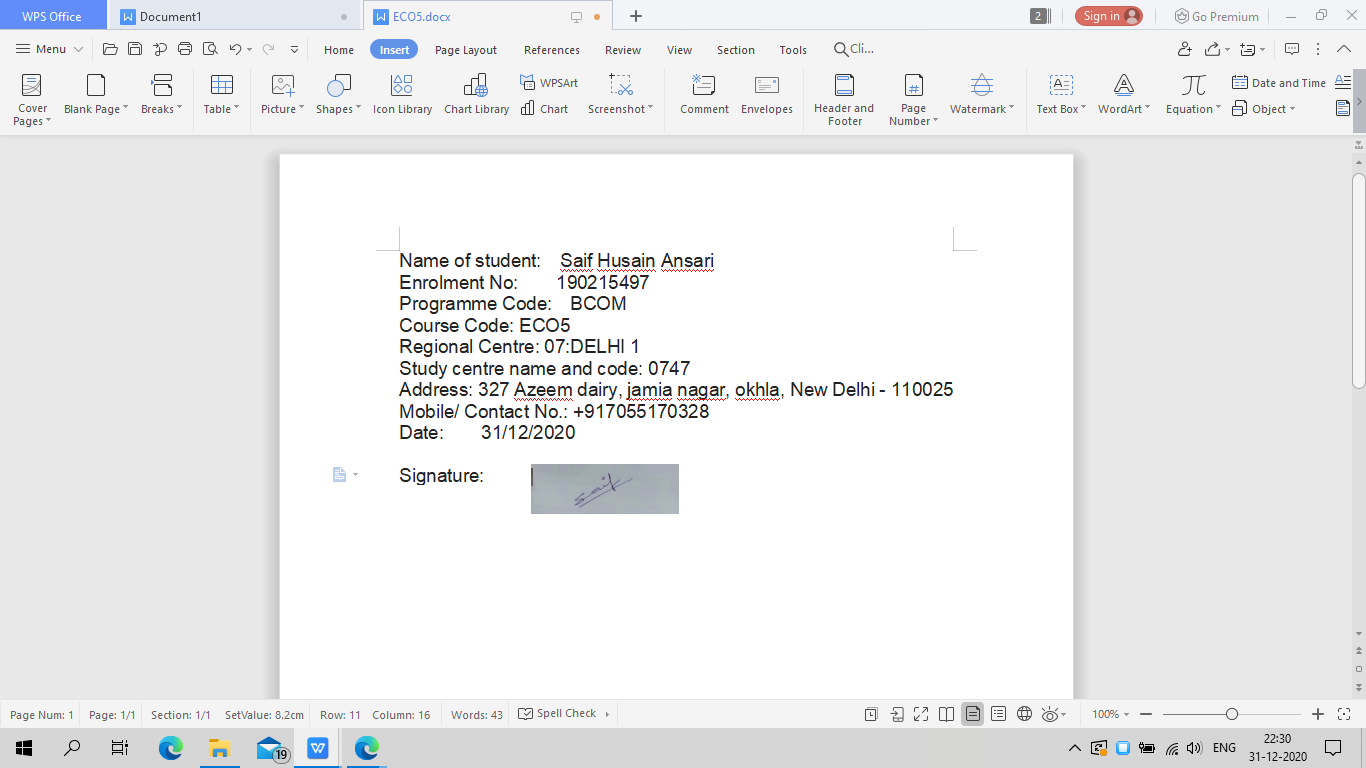 WPS Office
Document1
ECO5.docx
2
Sign in
Go Premium
Menu
Home
Insert
Page Layout
References
Review
View
Section
Tools
Cli...
Cover Pages
Blank Page
Breaks
Table
Picture
Shapes
Icon Library
Chart Library
WPSArt
Chart
Screenshot
Comment
Envelopes
Header and Footer
Page Number
Watermark
Text Box
WordArt
Equation
Date and Time
Object
Name of student: Saif Husain Ansari
Enrolment No: 190215497
Programme Code: BCOM
Course Code: ECO5
Regional Centre: 07:DELHI 1
Study centre name and code: 0747
Address: 327 Azeem dairy, jamia nagar, okhla, New Delhi - 110025
Mobile/ Contact No.: +917055170328
Date: 31/12/2020
Signature: Saif
Page Num: 1 Page: 1/1 Section: 1/1 SetValue: 8.2cm Row: 11 Column: 16 Words: 43 Spell Check 100%
19
ENG
22:30
31-12-2020